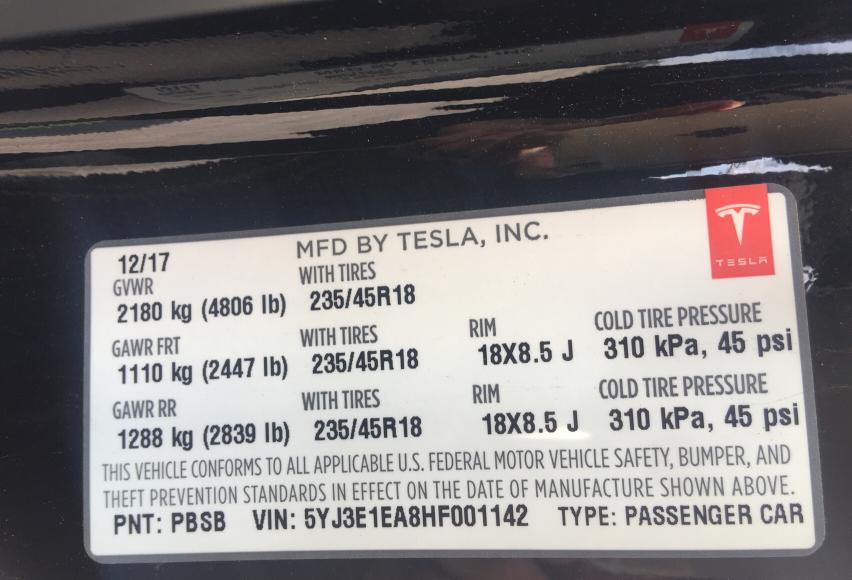 MFD BY TESLA, INC.
TESLA
12/17
GVWR WITH TIRES
2180 kg (4806 lb) 235/45R18
GAWR FRT WITH TIRES RIM COLD TIRE PRESSURE
1110 kg (2447 lb) 235/45R18 18X8.5 J 310 kPa, 45 psi
GAWR RR WITH TIRES RIM COLD TIRE PRESSURE
1288 kg (2839 lb) 235/45R18 18X8.5 J 310 kPa, 45 psi
THIS VEHICLE CONFORMS TO ALL APPLICABLE U.S. FEDERAL MOTOR VEHICLE SAFETY, BUMPER, AND
THEFT PREVENTION STANDARDS IN EFFECT ON THE DATE OF MANUFACTURE SHOWN ABOVE.
PNT: PBSB VIN: 5YJ3E1EA8HF001142 TYPE: PASSENGER CAR